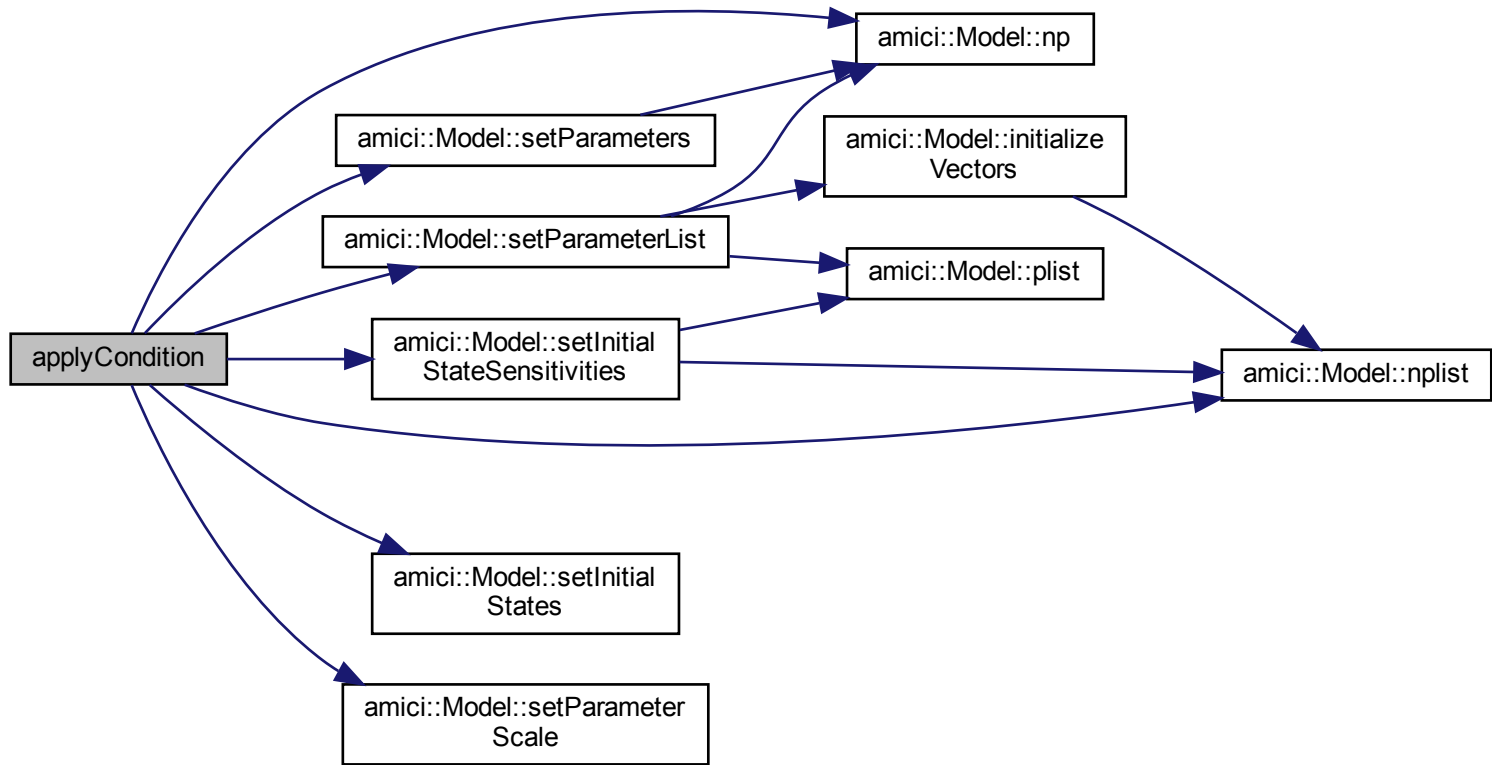 amici::Model::np
amici::Model::setParameters
amici::Model::initialize
Vectors
amici::Model::setParameterList
amici::Model::plist
applyCondition
amici::Model::setInitial
StateSensitivities
amici::Model::nplist
amici::Model::setInitial
States
amici::Model::setParameter
Scale